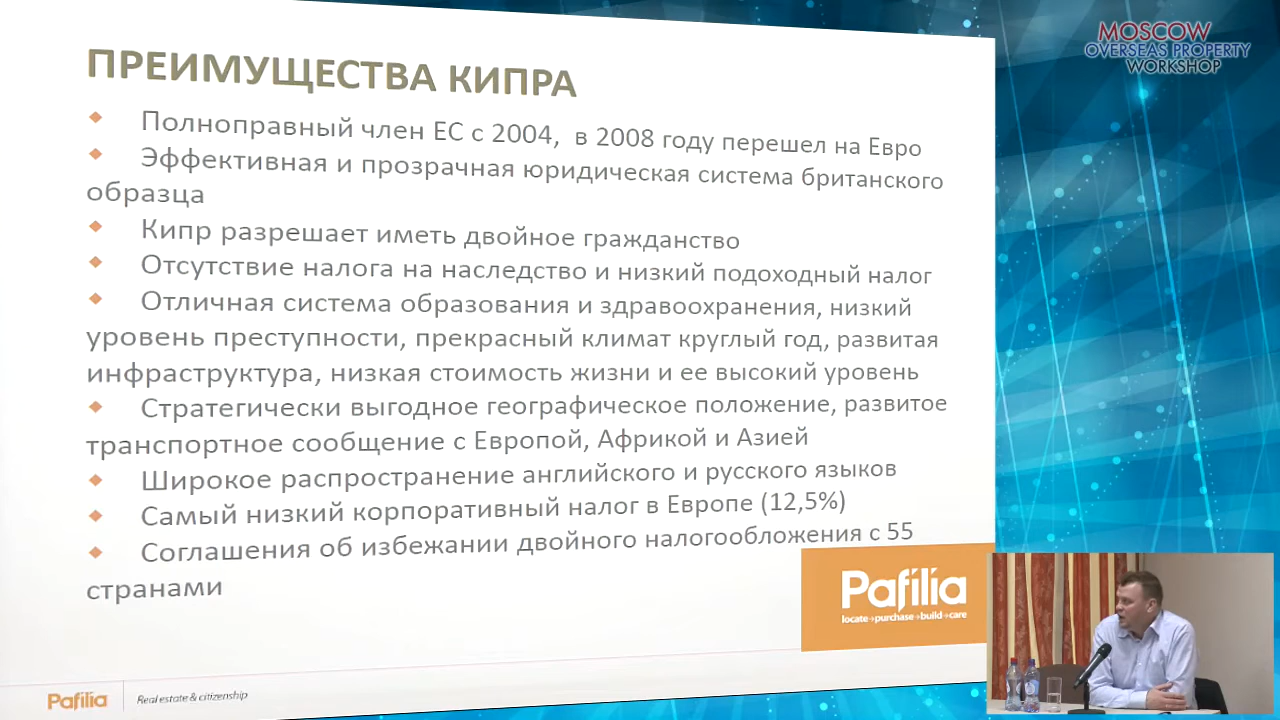 ПРЕИМУЩЕСТВА КИПРА
Полноправный член ЕС с 2004, в 2008 году перешел на Евро
Эффективная и прозрачная юридическая система британского
образца
Кипр разрешает иметь двойное гражданство
Отсутствие налога на наследство и низкий подоходный налог
Отличная система образования и здравоохранения, низкий
уровень преступности, прекрасный климат круглый год, развитая
инфраструктура, низкая стоимость жизни и ее высокий уровень
Стратегически выгодное географическое положение, развитое
транспортное сообщение с Европой, Африкой и Азией
Широкое распространение английского и русского языков
Самый низкий корпоративный налог в Европе (12,5%)
Соглашения об избежании двойного налогообложения с 55
странами
Pafilia
locate→purchase→build→care
Pafilia
Real estate & citizenship
MOSCOW
OVERSEAS PROPERTY
WORKSHOP